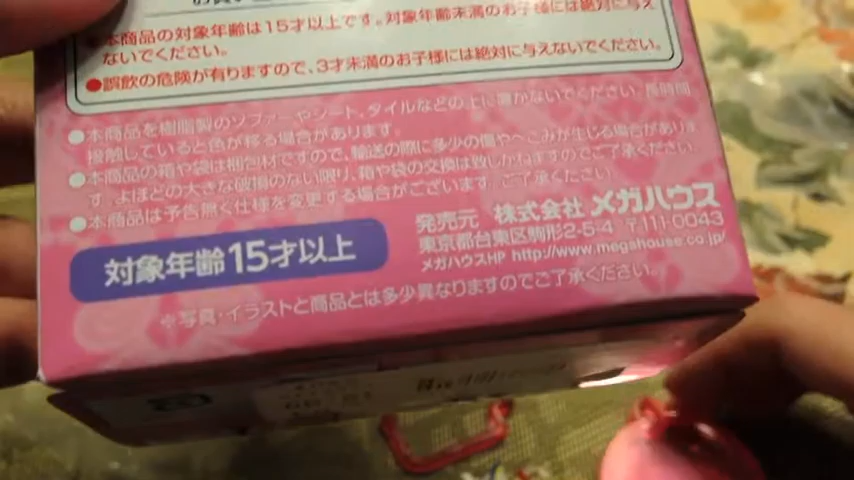 本商品の対象年齢は15才以上です。対象年齢未満のお子様には絶対に与え
ないでください。
●誤飲の危険が有りますので、3才未満のお子様には絶対に与えないでください。
●本商品を樹脂製のソファーやシート、タイルなどの上に置かないでください。長時間
接触していると色が移る場合があります。
●本商品の箱や袋は梱包材ですので、輸送の際に多少の傷やへこみが生じる場合がありま
す。よほどの大きな破損のない限り、箱や袋の交換は致しかねますのでご了承ください。
●本商品は予告無く仕様を変更する場合がございます。ご了承ください。
対象年齢15才以上
発売元 株式会社 メガハウス
東京都台東区駒形2-5-4 〒111-0043
メガハウスHP http://www.megahouse.co.jp/
※写真・イラストと商品とは多少異なりますのでご了承ください。